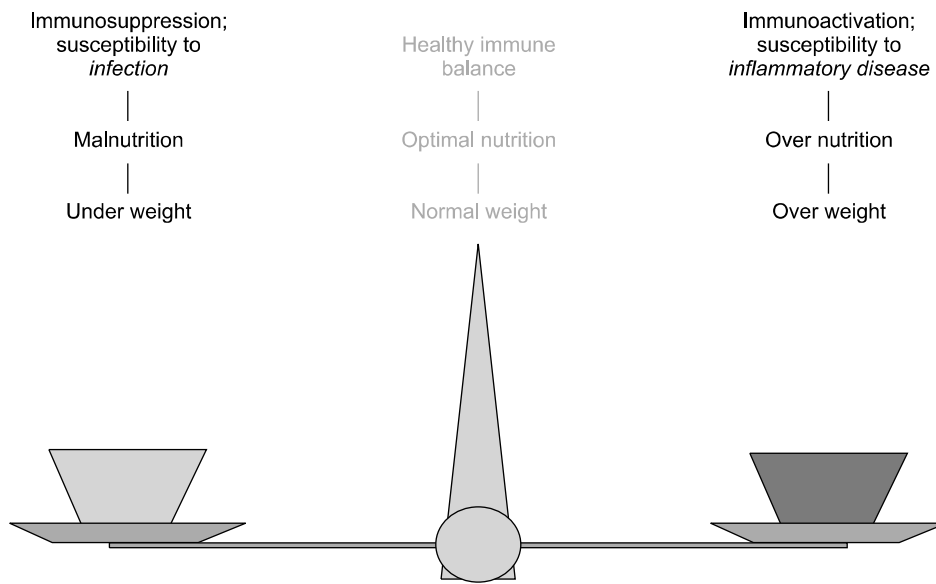 Immunosuppression;
susceptibility to
infection
Malnutrition
Under weight
Healthy immune
balance
Optimal nutrition
Normal weight
Immunoactivation;
susceptibility to
inflammatory disease
Over nutrition
Over weight